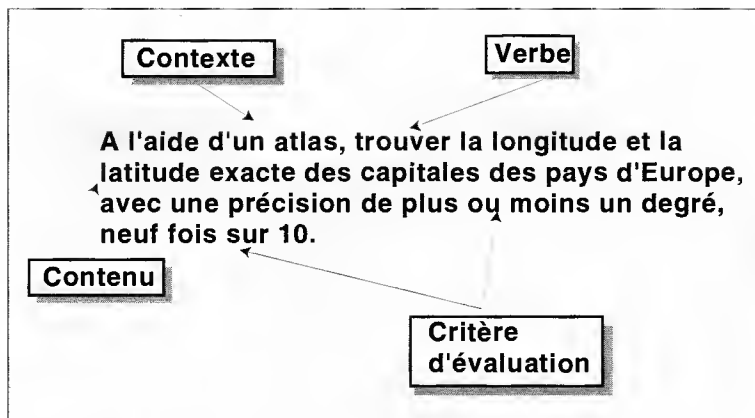 Contexte
Verbe
A l'aide d'un atlas, trouver la longitude et la
latitude exacte des capitales des pays d'Europe,
avec une précision de plus ou moins un degré,
neuf fois sur 10.
Contenu
Critère
d'évaluation